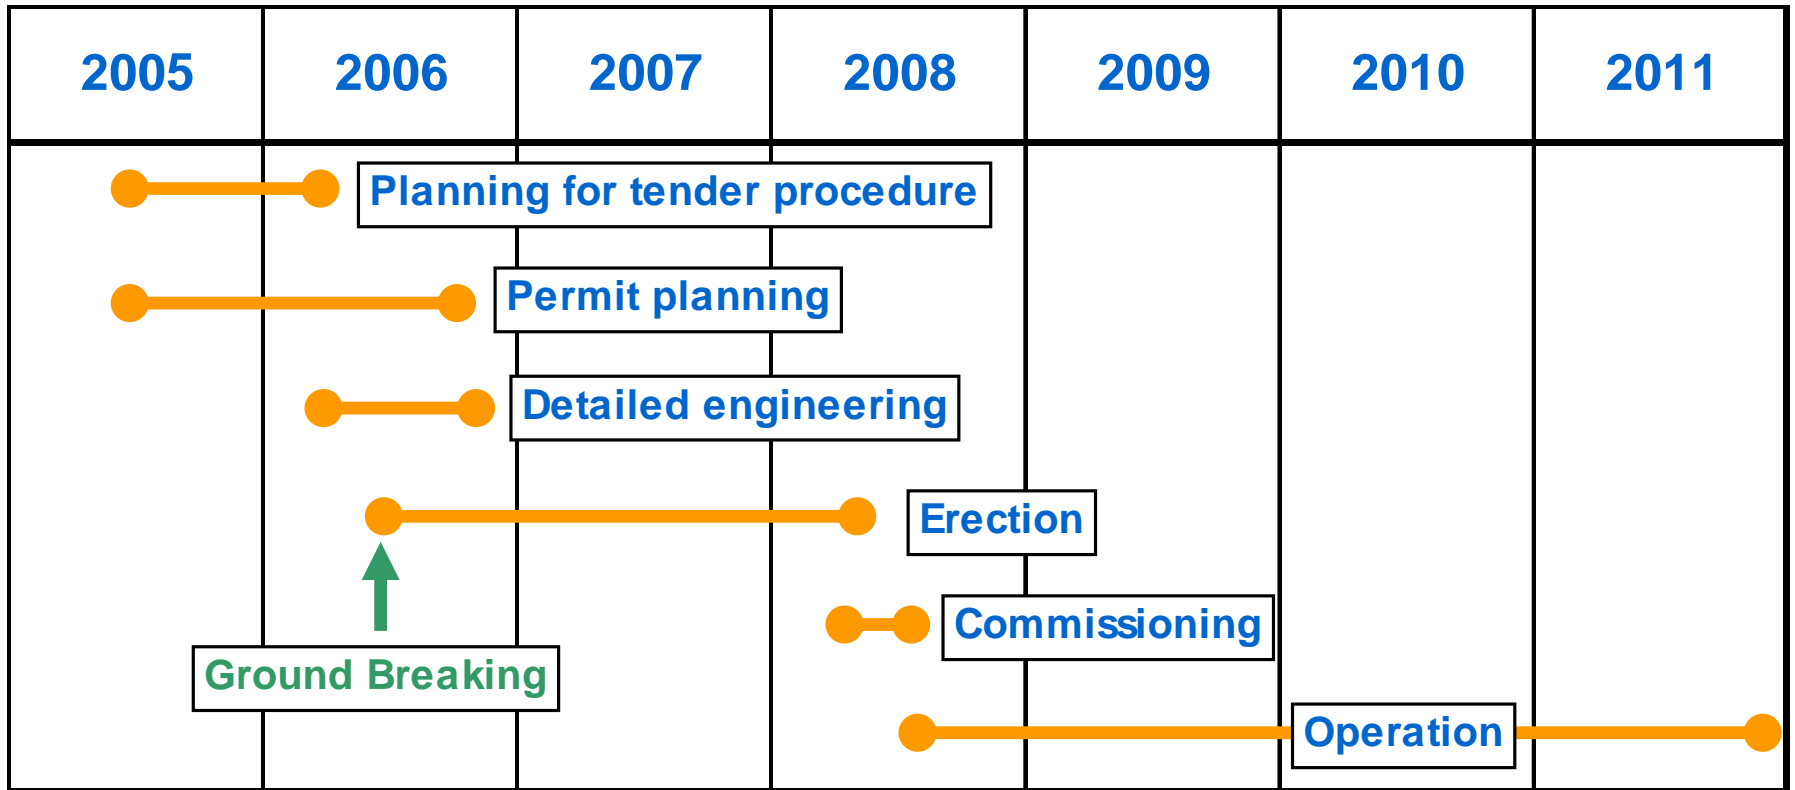 2005 2006 2007 2008 2009 2010 2011
Planning for tender procedure
Permit planning
Detailed engineering
Erection
Commissioning
Ground Breaking
Operation